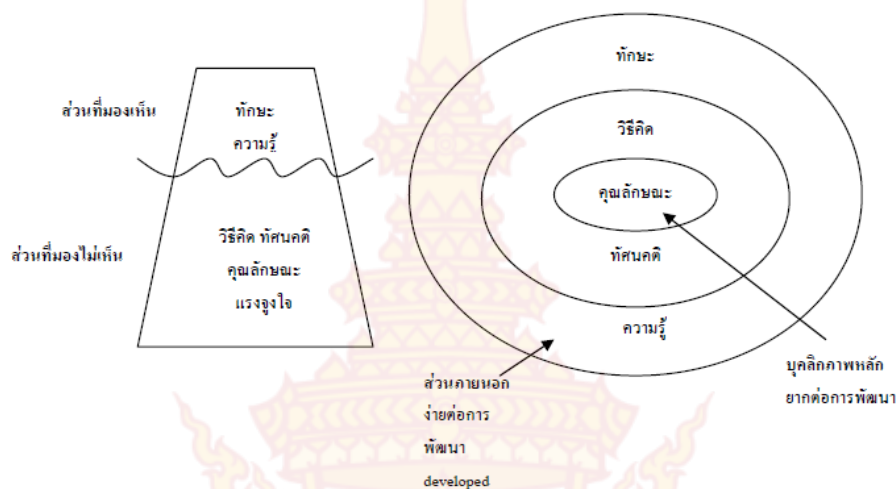 ส่วนที่มองเห็น
ทักษะ
ความรู้
ส่วนที่มองไม่เห็น
วิธีคิด ทัศนคติ
คุณลักษณะ
แรงจูงใจ
ทักษะ
วิธีคิด
คุณลักษณะ
ทัศนคติ
ความรู้
ส่วนภายนอก
ง่ายต่อการ
พัฒนา
developed
บุคลิกภาพหลัก
ยากต่อการพัฒนา